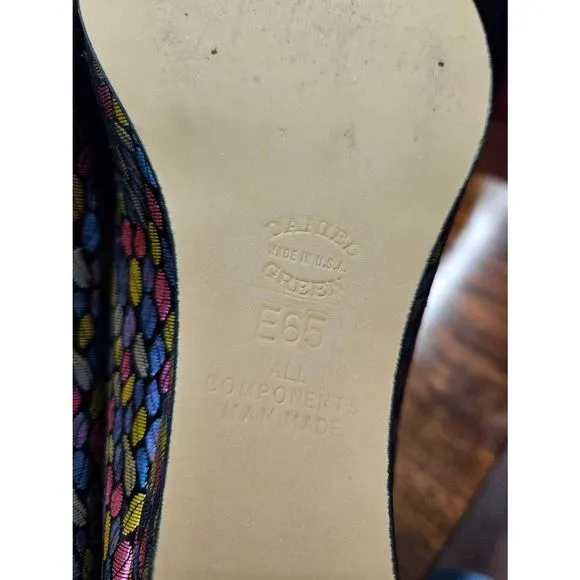 DANIEL
MADE IN U.S.A.
GREEN
E65
ALL
COMPONENTS
MAN MADE